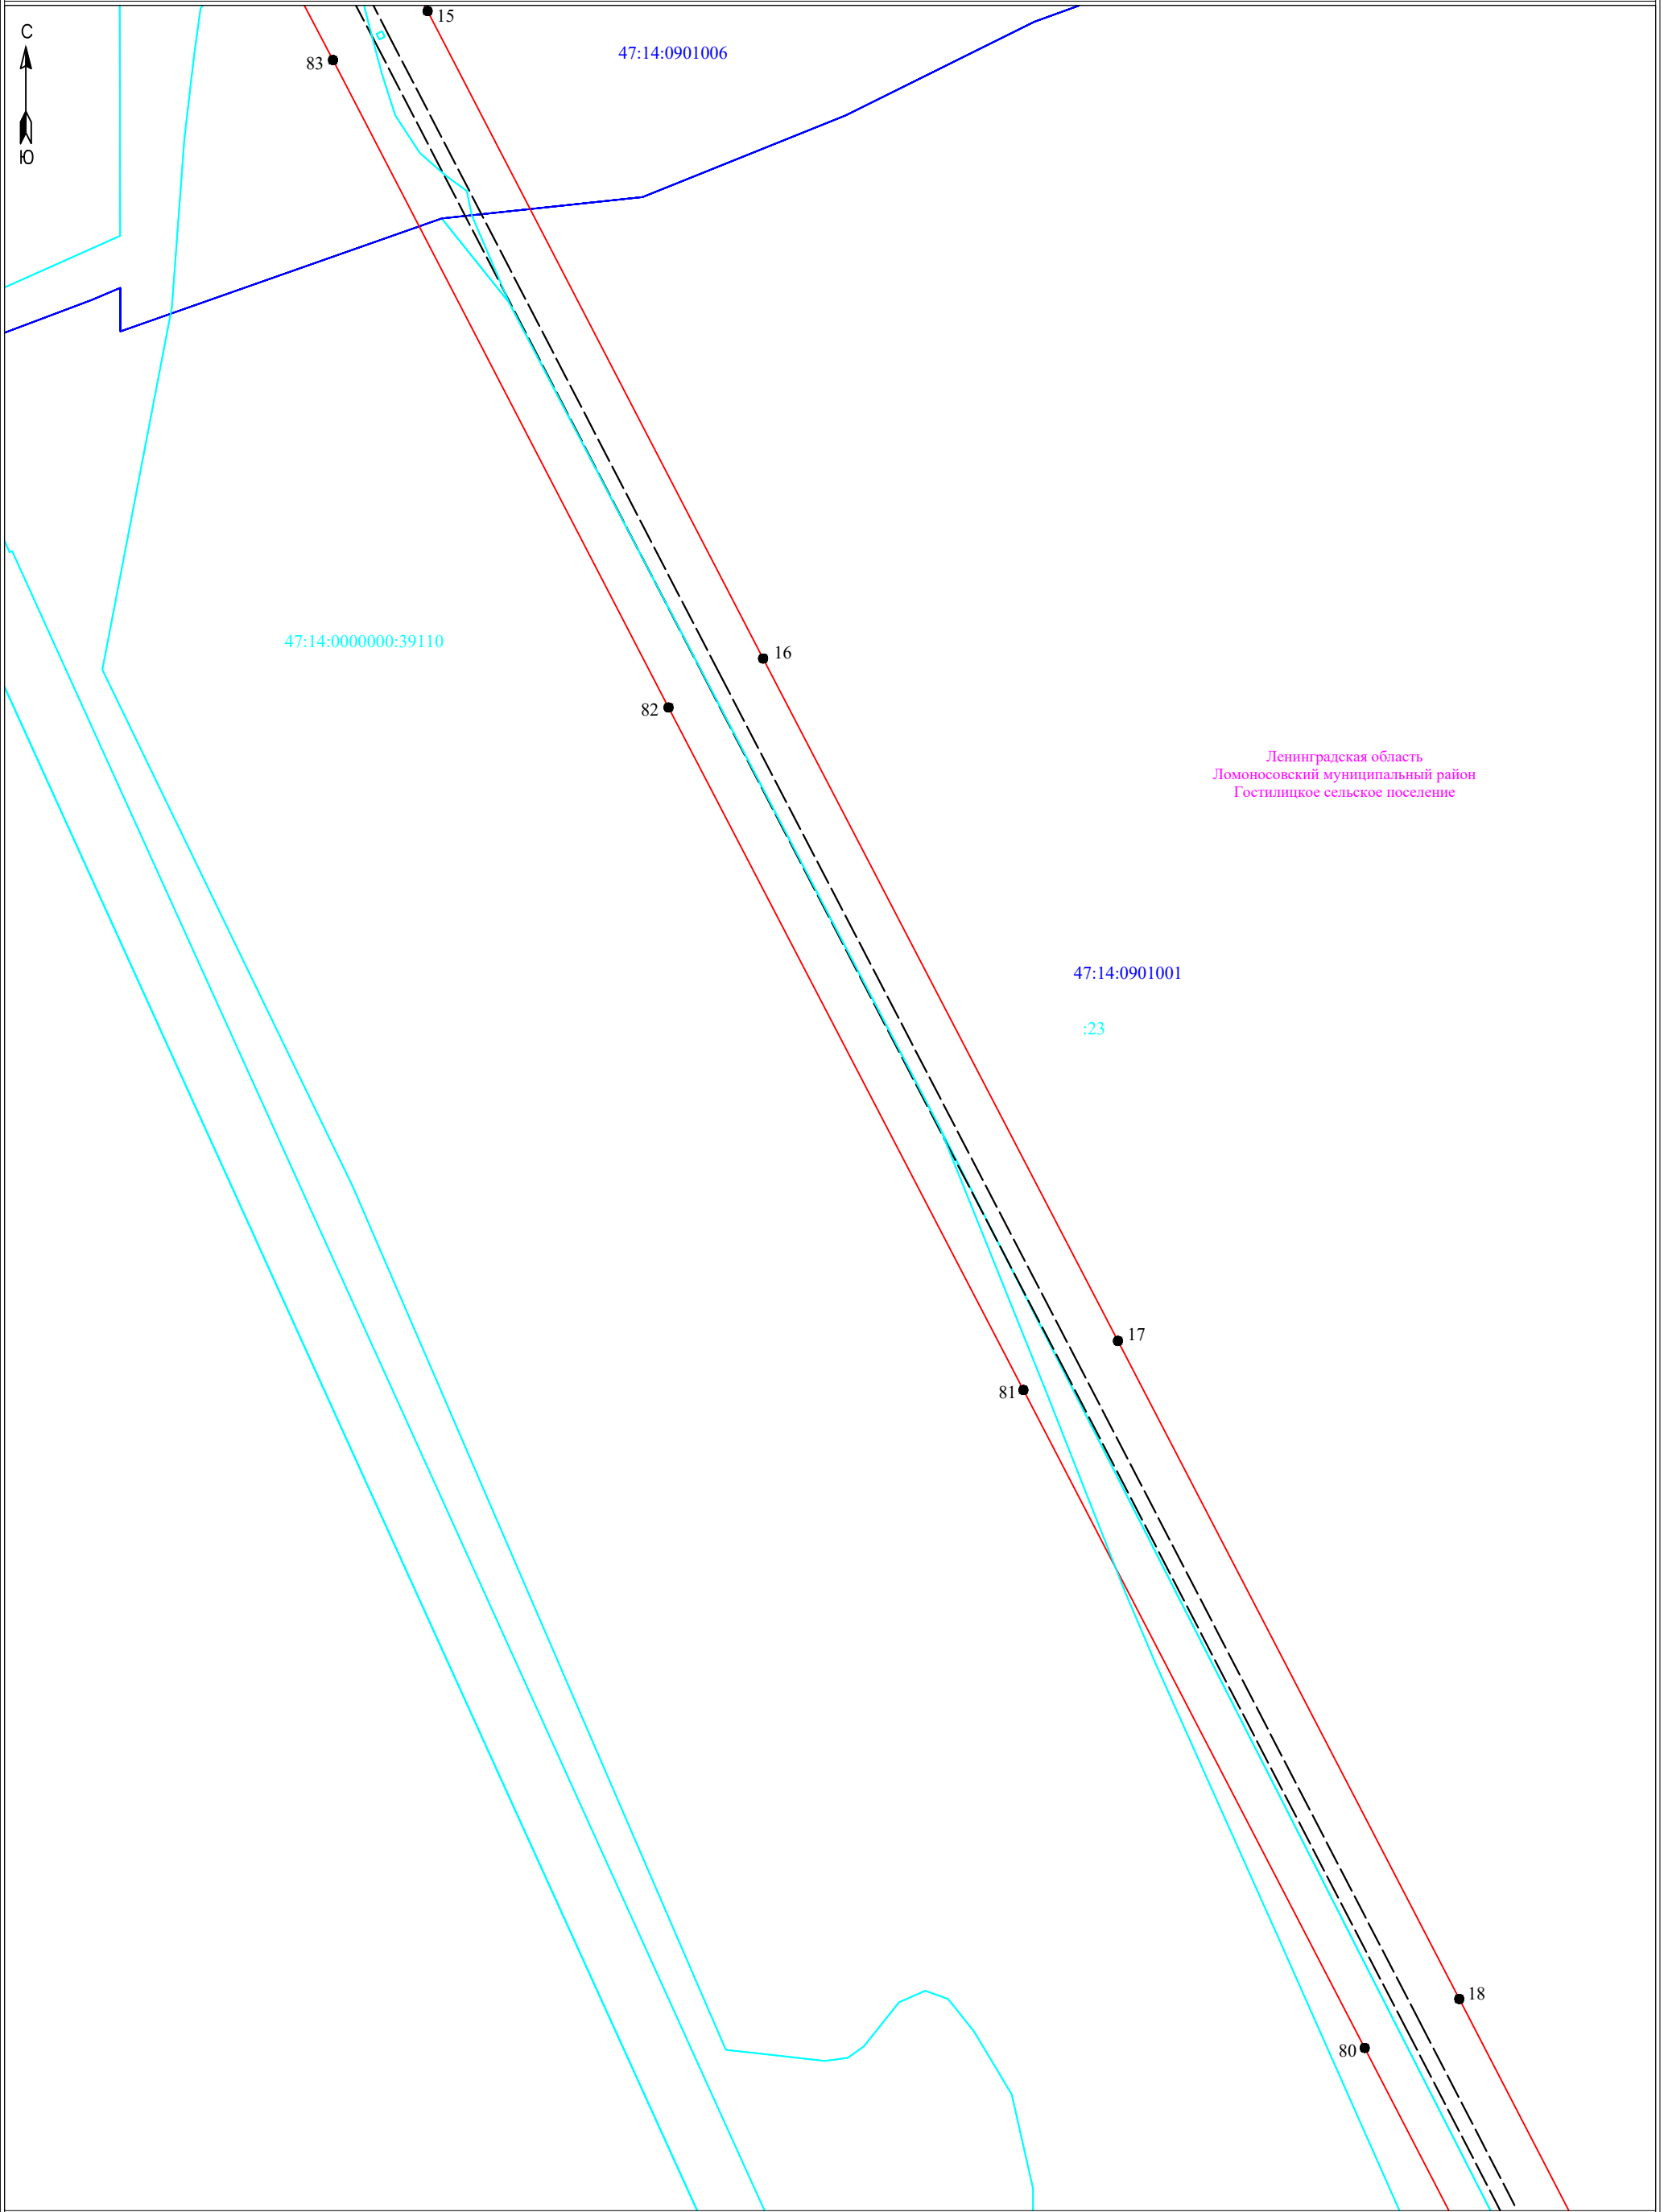 15
С
47:14:0901006
83
Ю
47:14:0000000:39110
16
82
Ленинградская область
Ломоносовский муниципальный район
Гостилицкое сельское поселение
47:14:0901001
:23
17
81
18
80